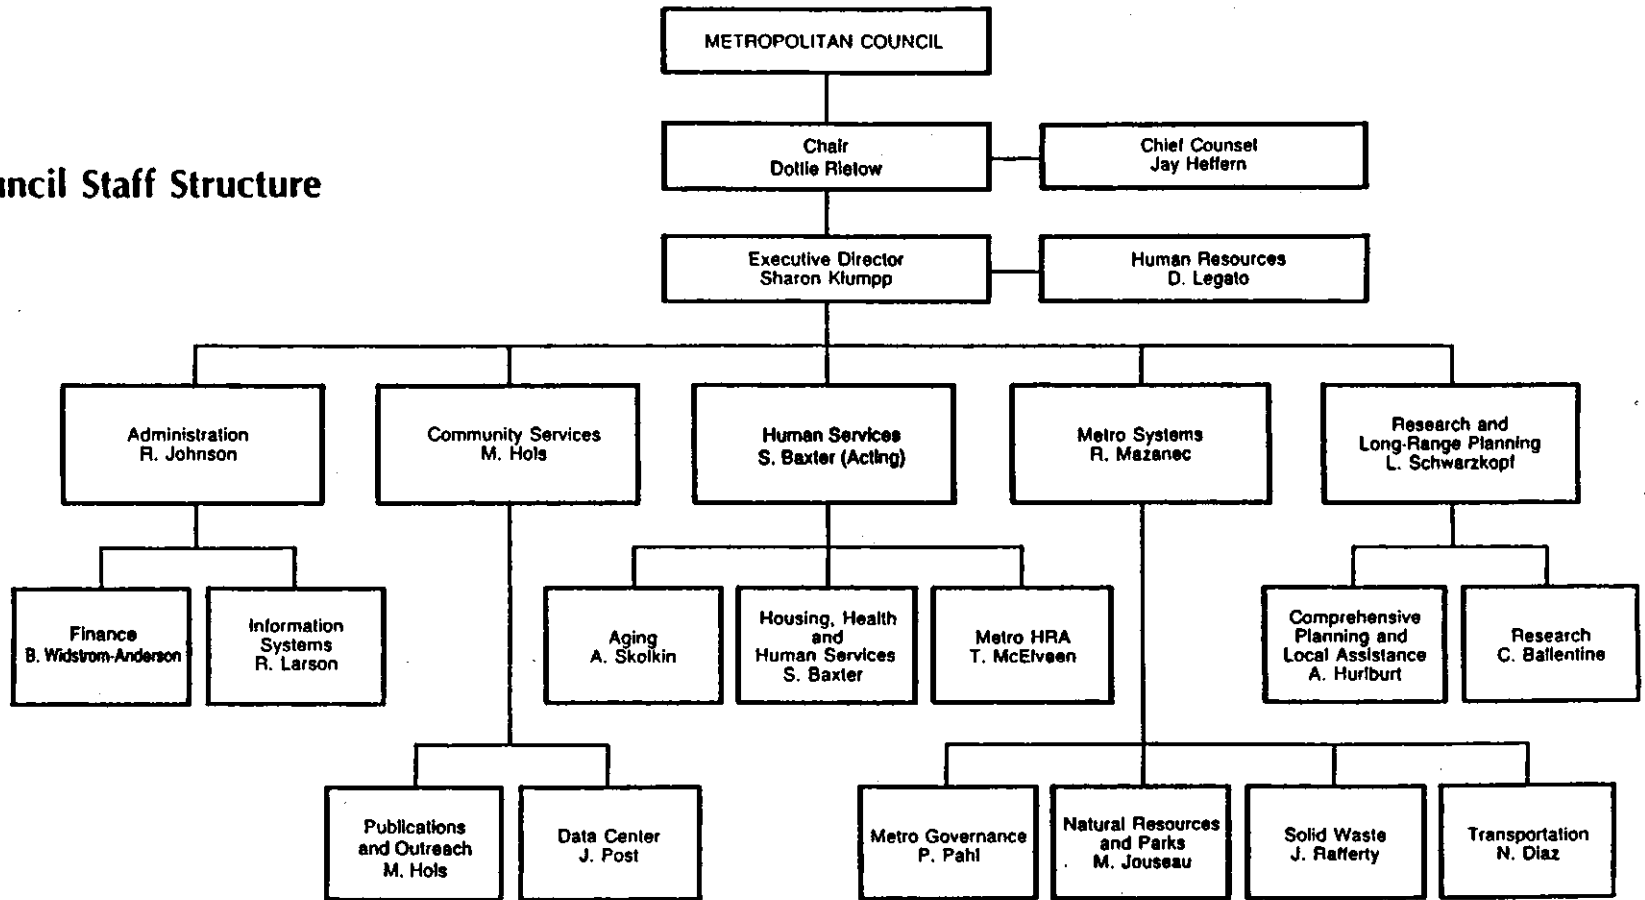 METROPOLITAN COUNCIL
Chair
Dottie Rietow
Chief Counsel
Jay Heffern
uncil Staff Structure
Executive Director
Sharon Klumpp
Human Resources
D. Legato
Administration
R. Johnson
Community Services
M. Hols
Human Services
S. Baxter (Acting)
Metro Systems
R. Mazanec
Research and
Long-Range Planning
L. Schwarzkopf
Finance
B. Widstrom-Anderson
Information
Systems
R. Larson
Aging
A. Skolkin
Housing, Health
and
Human Services
S. Baxter
Metro HRA
T. McElveen
Comprehensive
Planning and
Local Assistance
A. Hurlburt
Research
C. Ballentine
Publications
and Outreach
M. Hols
Data Center
J. Post
Metro Governance
P. Pahl
Natural Resources
and Parks
M. Jouseau
Solid Waste
J. Rafferty
Transportation
N. Diaz